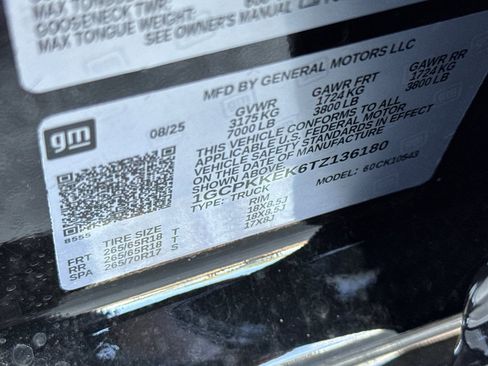 MAX TONGUE
GOOSENECK TWR:
MAX TONGUE WEIGHT:
SEE OWNER'S MANUAL
gm
08/25
MFD BY GENERAL MOTORS LLC
GVWR GAWR FRT GAWR RR
3175 KG 1724 KG 1724 KG
7000 LB 3800 LB 3800 LB
THIS VEHICLE CONFORMS TO ALL
APPLICABLE U.S. FEDERAL MOTOR
VEHICLE SAFETY STANDARDS IN EFFECT
ON THE DATE OF MANUFACTURE
SHOWN ABOVE.
1GCPKKEK6TZ136180
TYPE: TRUCK MODEL: 60CK10543
8555
TIRE SIZE RIM
FRT 265/65R18 T 18X8.5J
RR 265/65R18 T 18X8.5J
SPA 265/70R17 S 17X8J